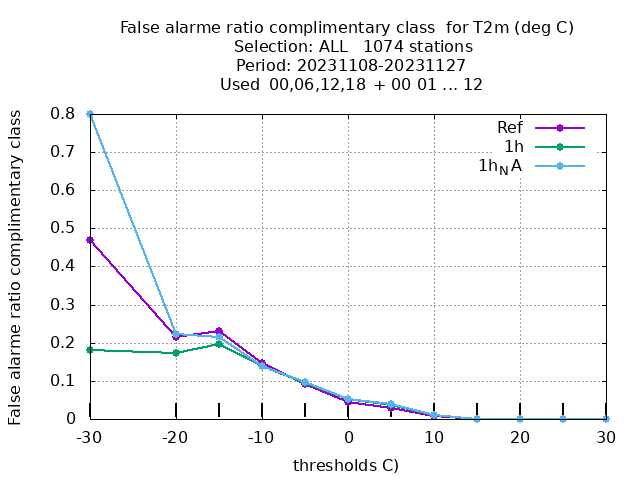 False alarme ratio complimentary class  for T2m (deg C)
Selection: ALL   1074 stations
Period: 20231108-20231127
Used  00,06,12,18  + 00 01 ... 12
False alarme ratio complimentary class
0.8
0.7
0.6
0.5
0.4
0.3
0.2
0.1
0
Ref
1h
1hNA
-30
-20
-10
0
10
20
30
thresholds C)